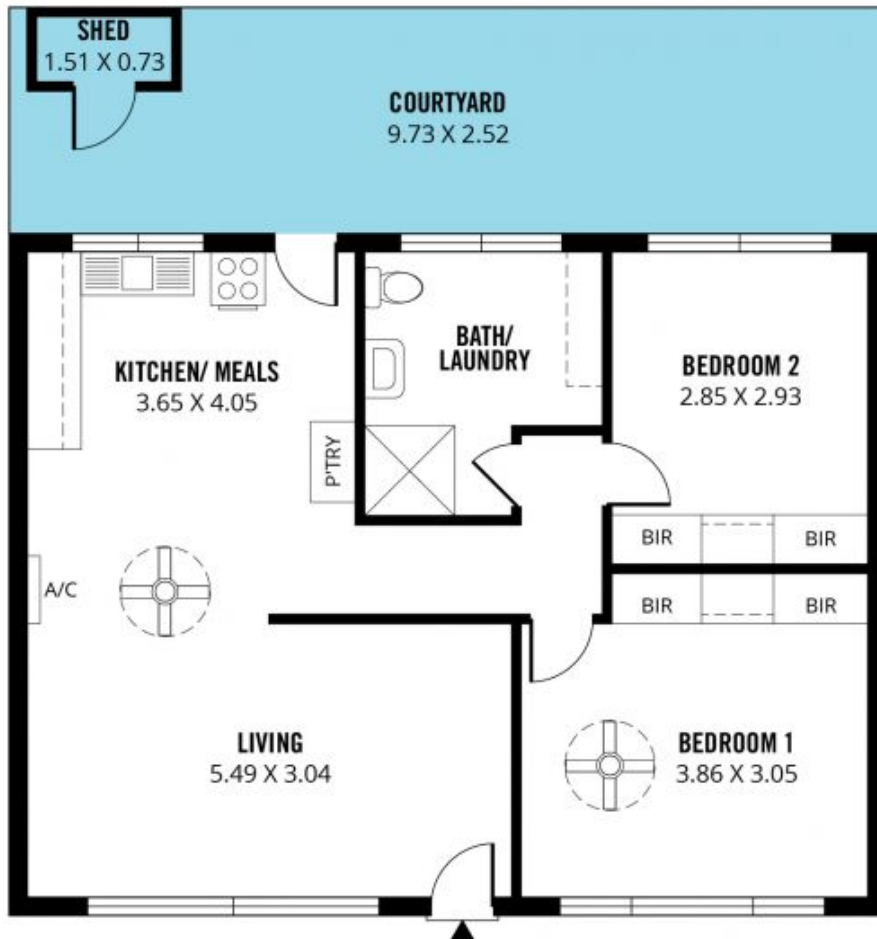 SHED
1.51 X 0.73
COURTYARD
9.73 X 2.52
KITCHEN/ MEALS
3.65 X 4.05
BATH/
LAUNDRY
BEDROOM 2
2.85 X 2.93
P'TRY
BIR
BIR
A/C
BIR
BIR
LIVING
5.49 X 3.04
BEDROOM 1
3.86 X 3.05